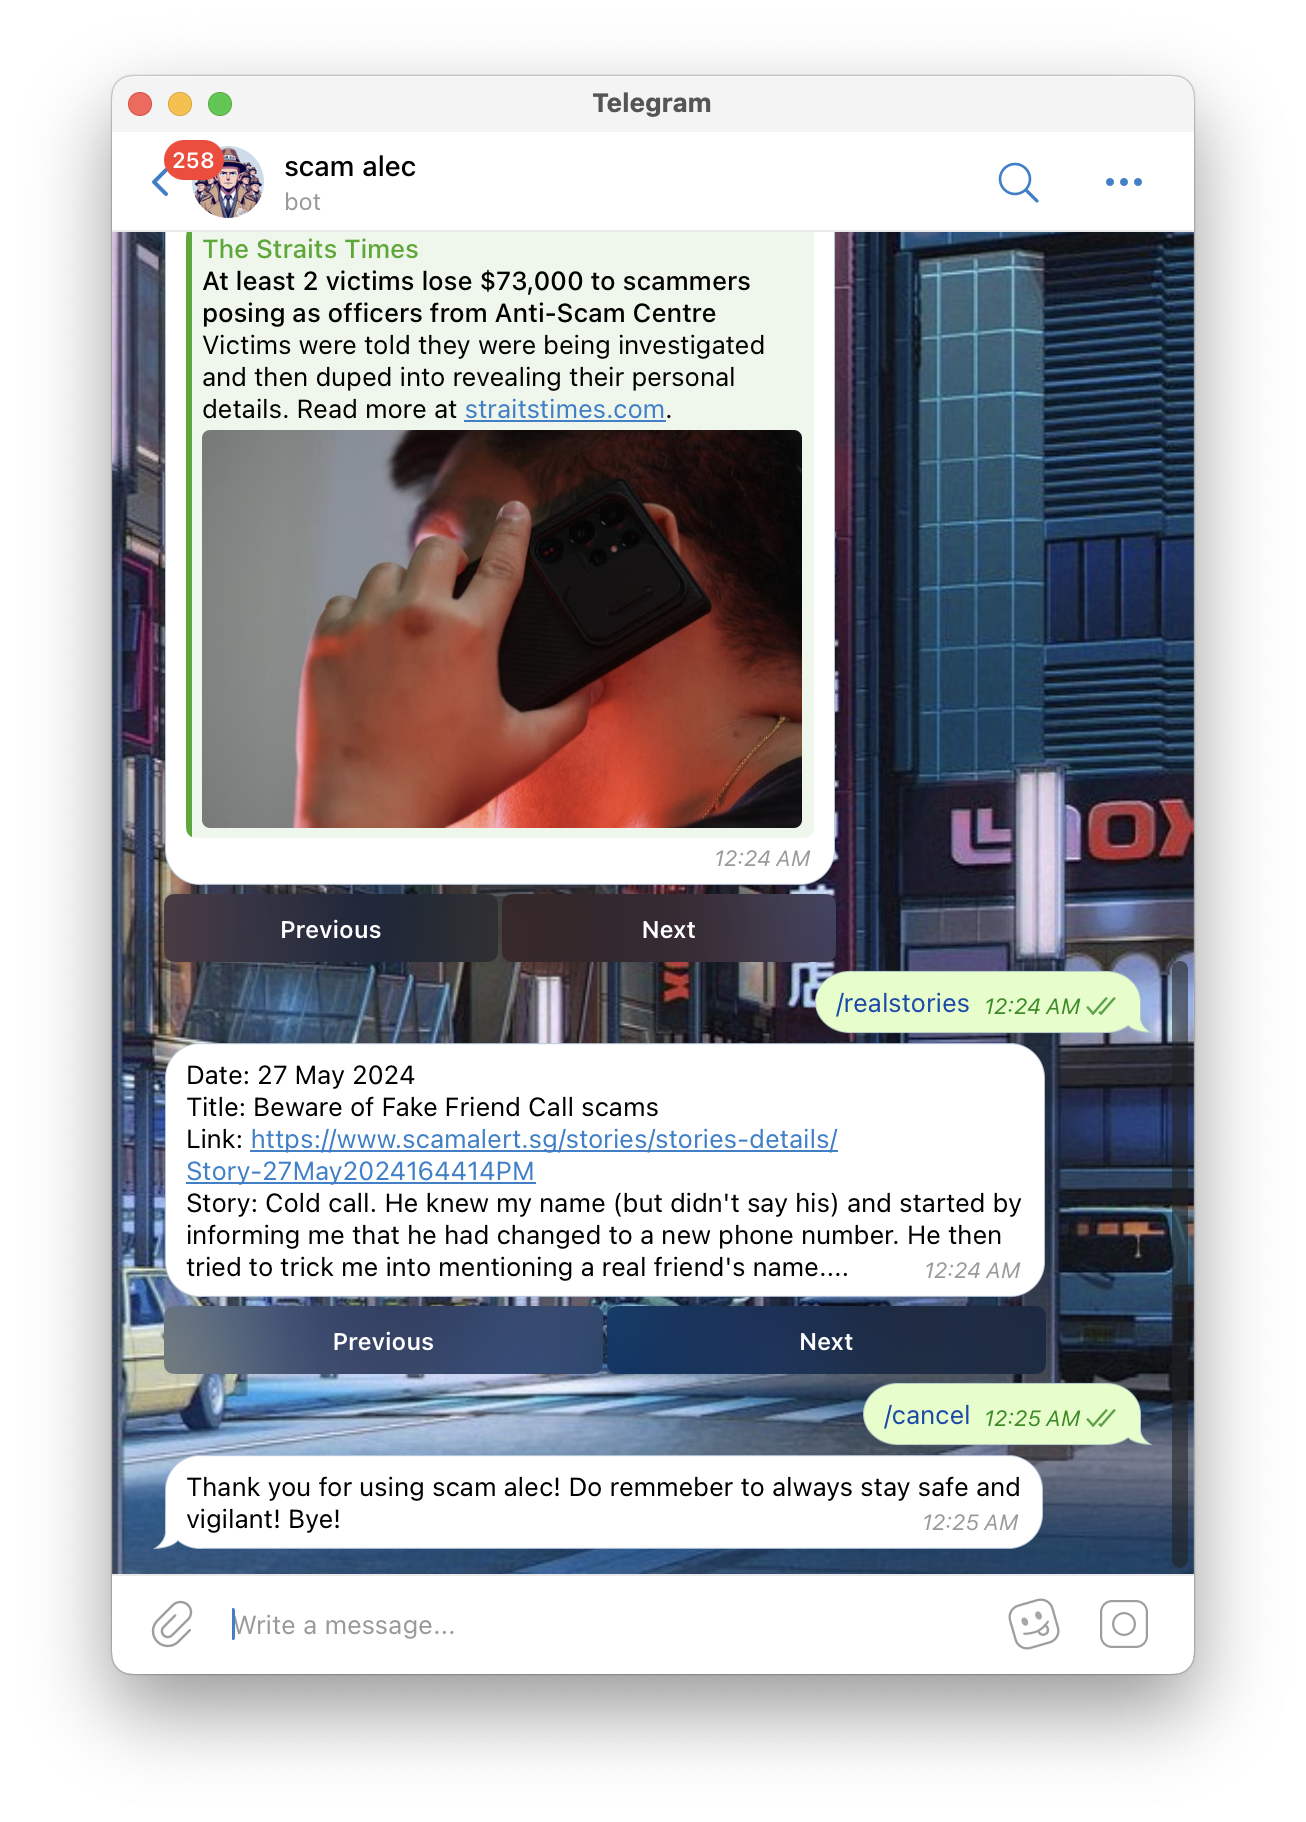 Telegram
258
scam alec
bot
The Straits Times
At least 2 victims lose $73,000 to scammers
posing as officers from Anti-Scam Centre
Victims were told they were being investigated
and then duped into revealing their personal
details. Read more at straitstimes.com.
12:24 AM
Previous
Next
/realstories 12:24 AM
Date: 27 May 2024
Title: Beware of Fake Friend Call scams
Link: https://www.scamalert.sg/stories/stories-details/
Story-27May2024164414PM
Story: Cold call. He knew my name (but didn't say his) and started by
informing me that he had changed to a new phone number. He then
tried to trick me into mentioning a real friend's name....
12:24 AM
Previous
Next
/cancel 12:25 AM
Thank you for using scam alec! Do remmeber to always stay safe and
vigilant! Bye!
12:25 AM
Write a message...